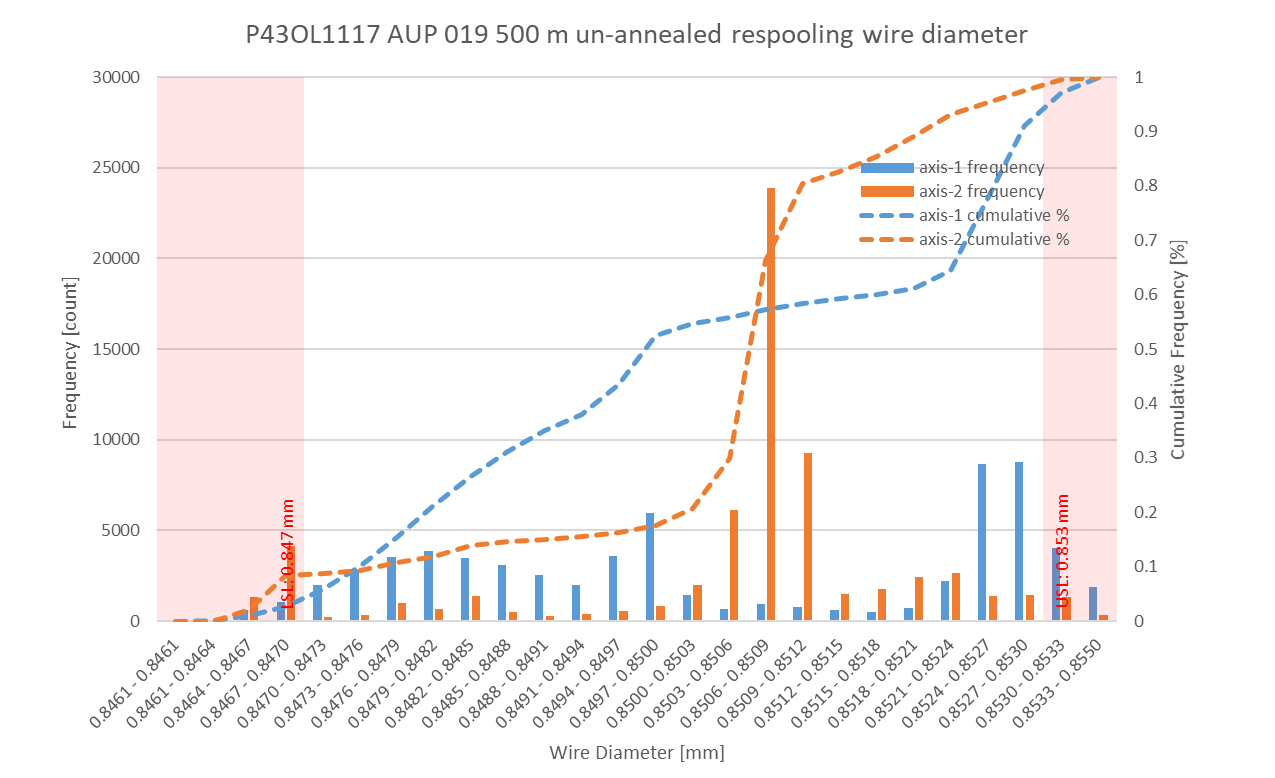 P43OL1117 AUP 019 500 m un-annealed respooling wire diameter
30000
25000
20000
15000
10000
5000
0
Frequency [count]
1
0.9
0.8
0.7
0.6
0.5
0.4
0.3
0.2
0.1
0
Cumulative Frequency [%]
axis-1 frequency
axis-2 frequency
axis-1 cumulative %
axis-2 cumulative %
LSL: 0.847 mm
USL: 0.853 mm
0.8461 - 0.8461
0.8461 - 0.8464
0.8464 - 0.8467
0.8467 - 0.8470
0.8470 - 0.8473
0.8473 - 0.8476
0.8476 - 0.8479
0.8479 - 0.8482
0.8482 - 0.8485
0.8485 - 0.8488
0.8488 - 0.8491
0.8491 - 0.8494
0.8494 - 0.8497
0.8497 - 0.8500
0.8500 - 0.8503
0.8503 - 0.8506
0.8506 - 0.8509
0.8509 - 0.8512
0.8512 - 0.8515
0.8515 - 0.8518
0.8518 - 0.8521
0.8521 - 0.8524
0.8524 - 0.8527
0.8527 - 0.8530
0.8530 - 0.8533
0.8533 - 0.8550
Wire Diameter [mm]